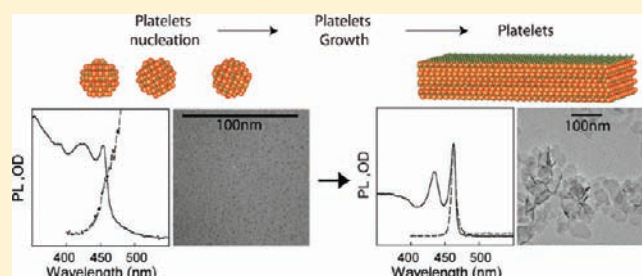 Platelets nucleation
Platelets Growth
Platelets
100nm
100nm
PL ,OD
400 450 500
Wavelength (nm)
PL ,OD
400 450 500
Wavelength (nm)